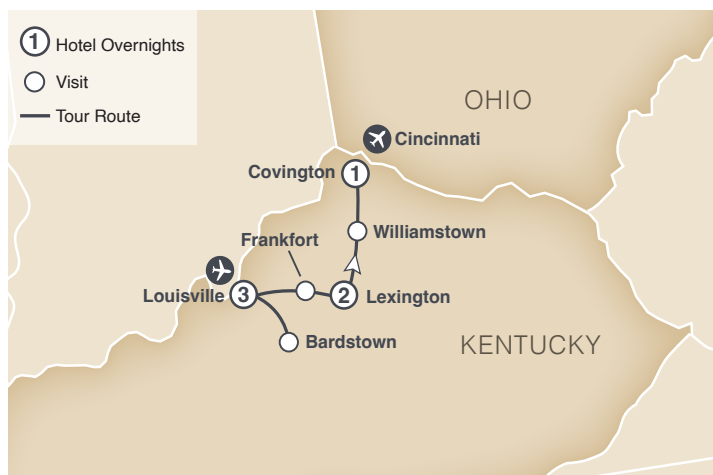 1 Hotel Overnights
Visit
Tour Route
OHIO
Cincinnati
Covington 1
Frankfort
Williamstown
Louisville 3
2 Lexington
Bardstown
KENTUCKY